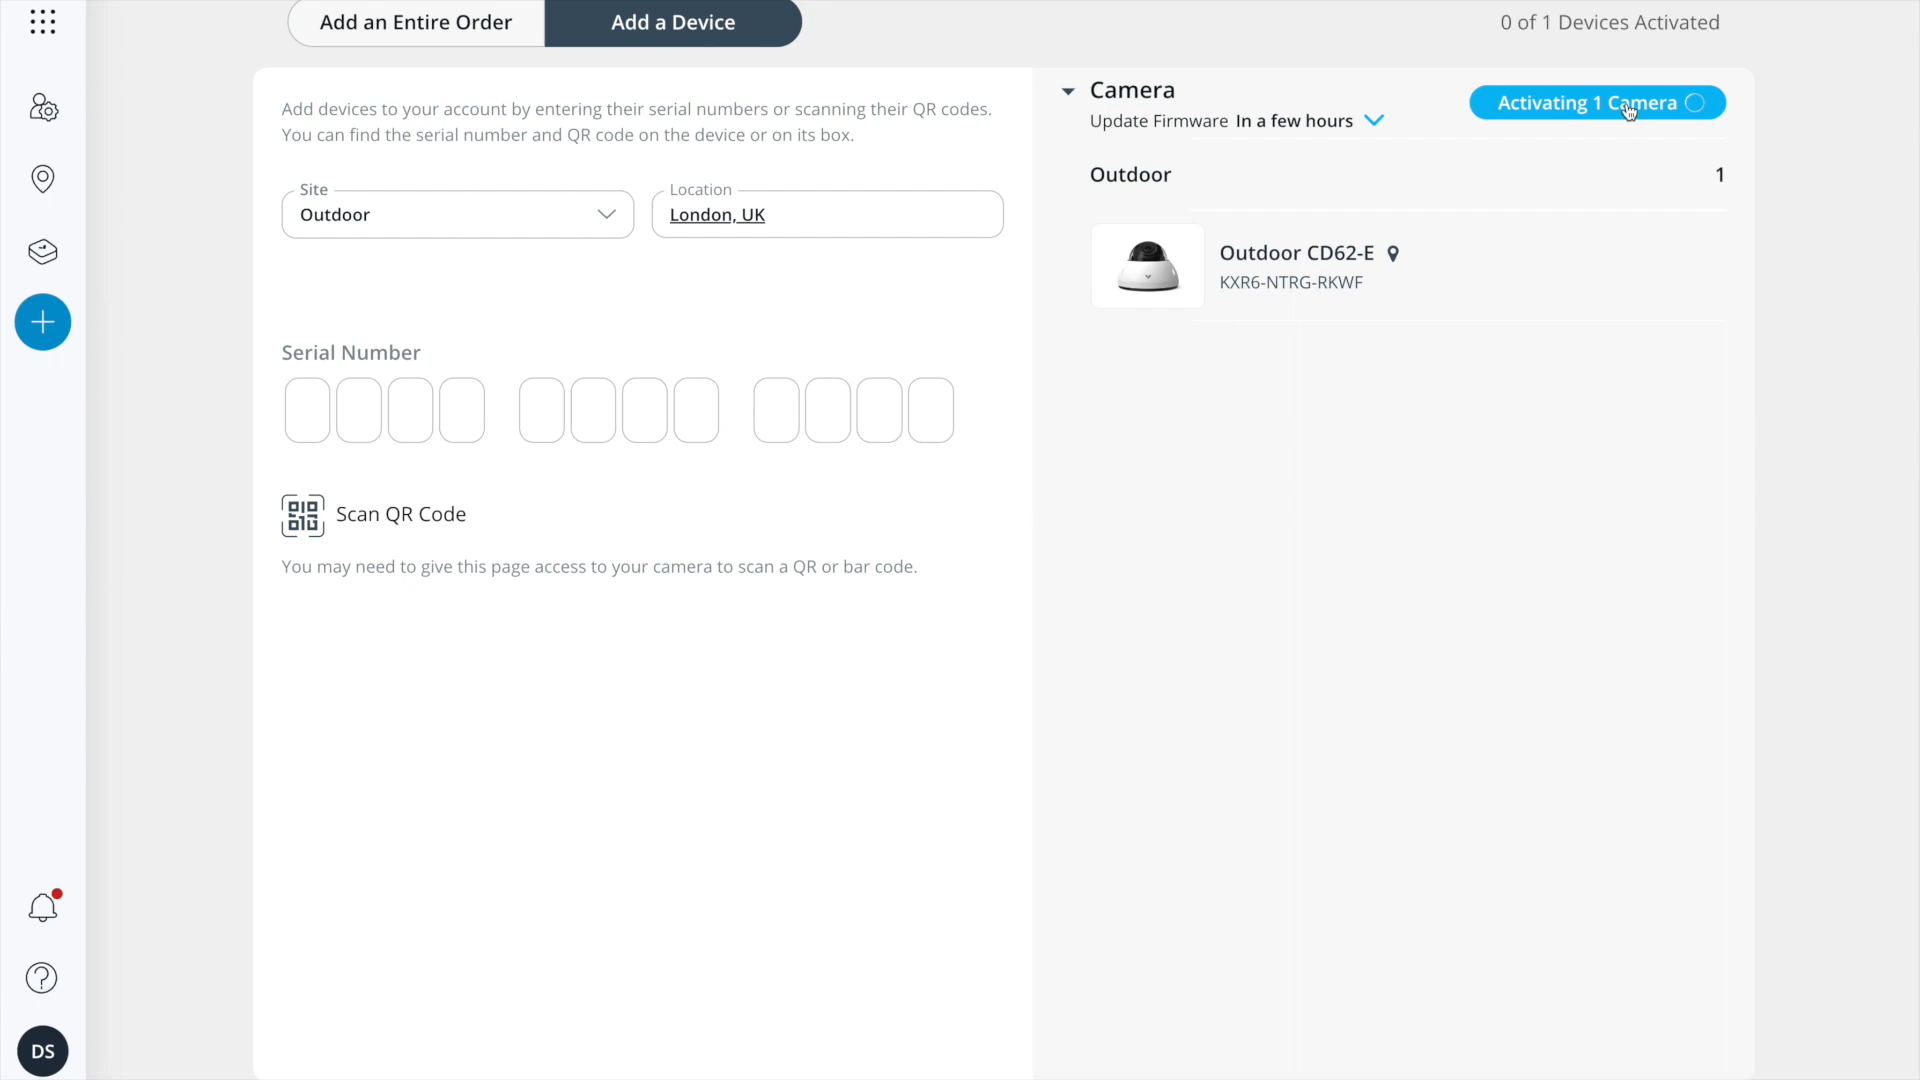 Add an Entire Order
Add a Device
0 of 1 Devices Activated
Add devices to your account by entering their serial numbers or scanning their QR codes.
You can find the serial number and QR code on the device or on its box.
Site
Outdoor
Location
London, UK
Serial Number
Scan QR Code
You may need to give this page access to your camera to scan a QR or bar code.
Camera
Activating 1 Camera
Update Firmware In a few hours
Outdoor 1
Outdoor CD62-E
KXR6-NTRG-RKWF
DS